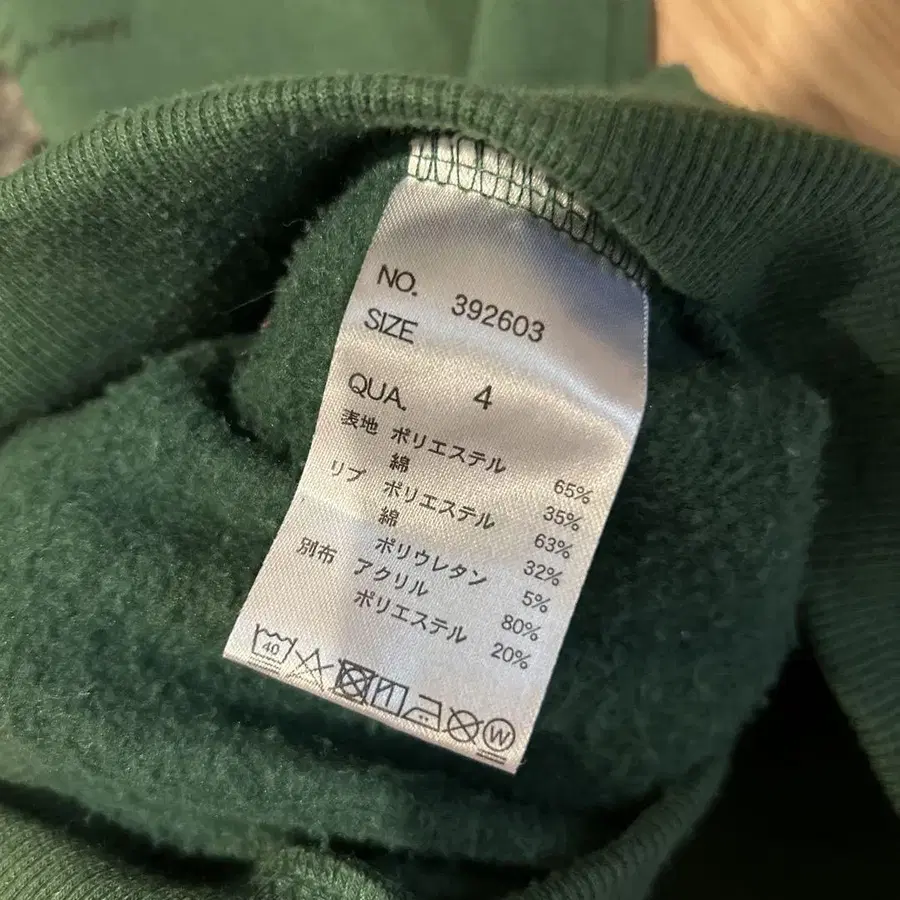 NO. 392603
SIZE 4
QUA.
表地 ポリエステル 65%
綿 35%
リブ ポリエステル 63%
綿 32%
ポリウレタン 5%
別布 アクリル 80%
ポリエステル 20%
40 W